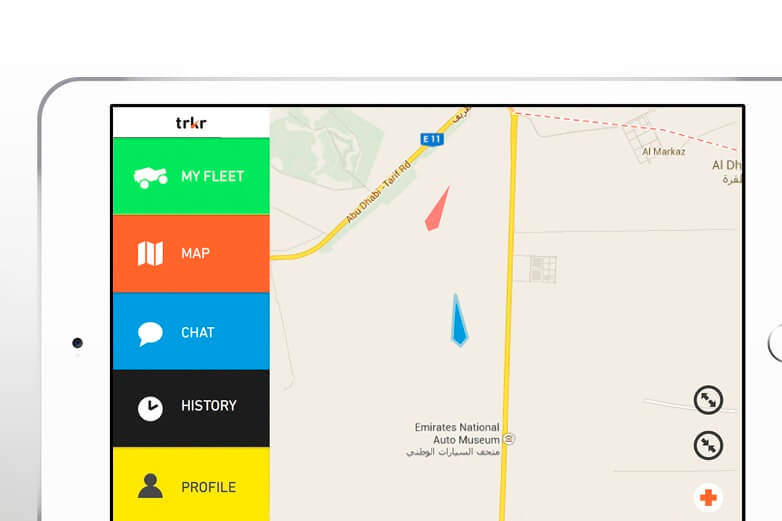 trkr
MY FLEET
MAP
CHAT
HISTORY
PROFILE
E 11
Abu Dhabi - Tarif Rd
Al Markaz
Al Dh
Emirates National
Auto Museum
متحف السيارات الوطني